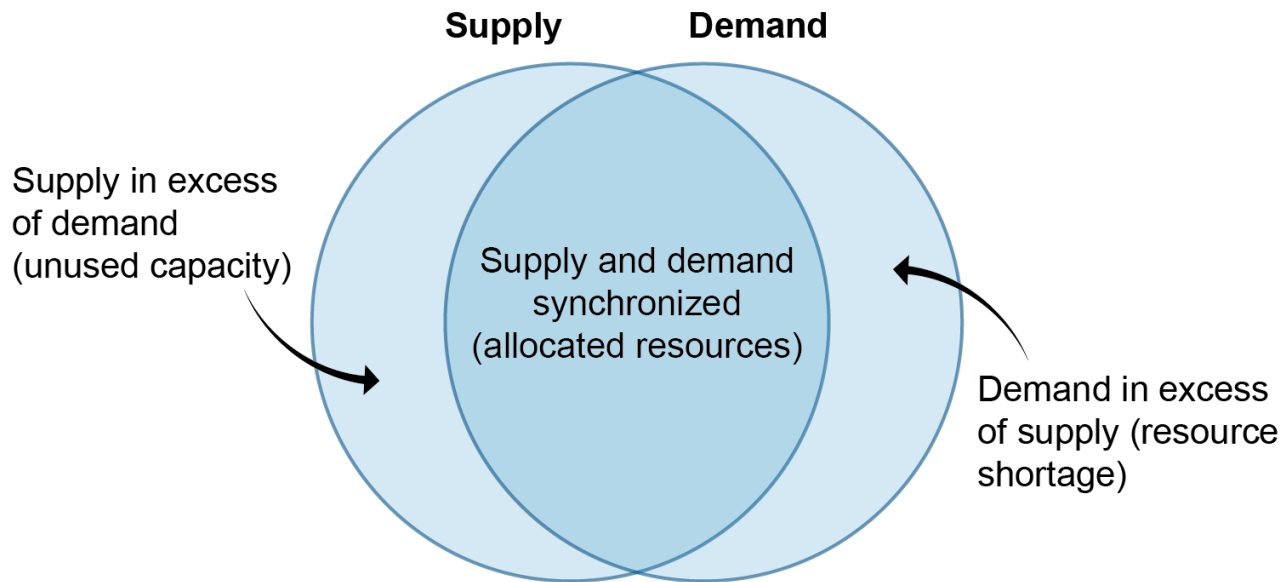 Supply
Demand
Supply in excess
of demand
(unused capacity)
Supply and demand
synchronized
(allocated resources)
Demand in excess
of supply (resource
shortage)